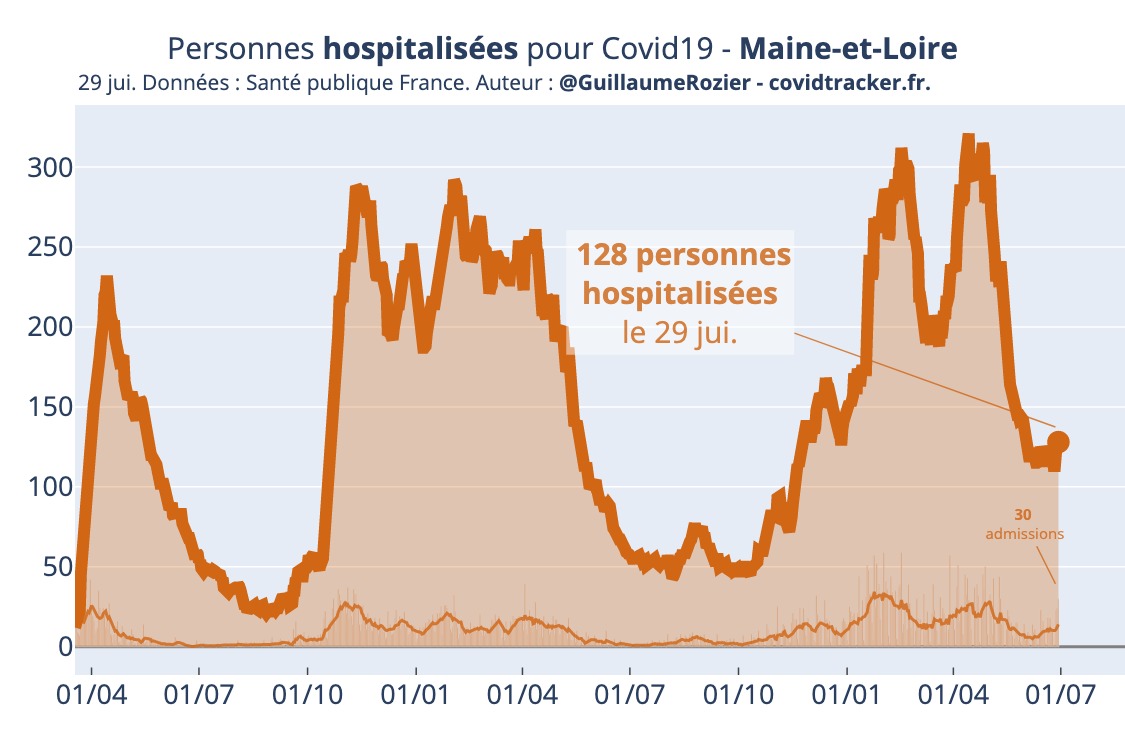 Personnes hospitalisées pour Covid19 - Maine-et-Loire
29 jui. Données : Santé publique France. Auteur : @GuillaumeRozier - covidtracker.fr.
300
250
128 personnes
hospitalisées
le 29 jui.
200
150
100
30
admissions
50
0
01/04 01/07 01/10 01/01 01/04 01/07 01/10 01/01 01/04 01/07